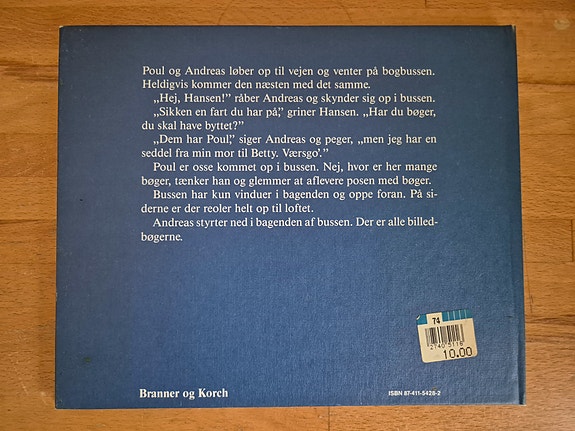 Poul og Andreas løber op til vejen og venter på bogbussen.
Heldigvis kommer den næsten med det samme.
„Hej, Hansen!” råber Andreas og skynder sig op i bussen.
„Sikken en fart du har på,” griner Hansen. „Har du bøger,
du skal have byttet?”
„Dem har Poul,” siger Andreas og peger, „men jeg har en
seddel fra min mor til Betty. Værsgo'.”
Poul er osse kommet op i bussen. Nej, hvor er her mange
bøger, tænker han og glemmer at aflevere posen med bøger.
Bussen har kun vinduer i bagenden og oppe foran. På si-
derne er der reoler helt op til loftet.
Andreas styrter ned i bagenden af bussen. Der er alle billed-
bøgerne.
74
10.00
Branner og Korch
ISBN 87-411-5428-2